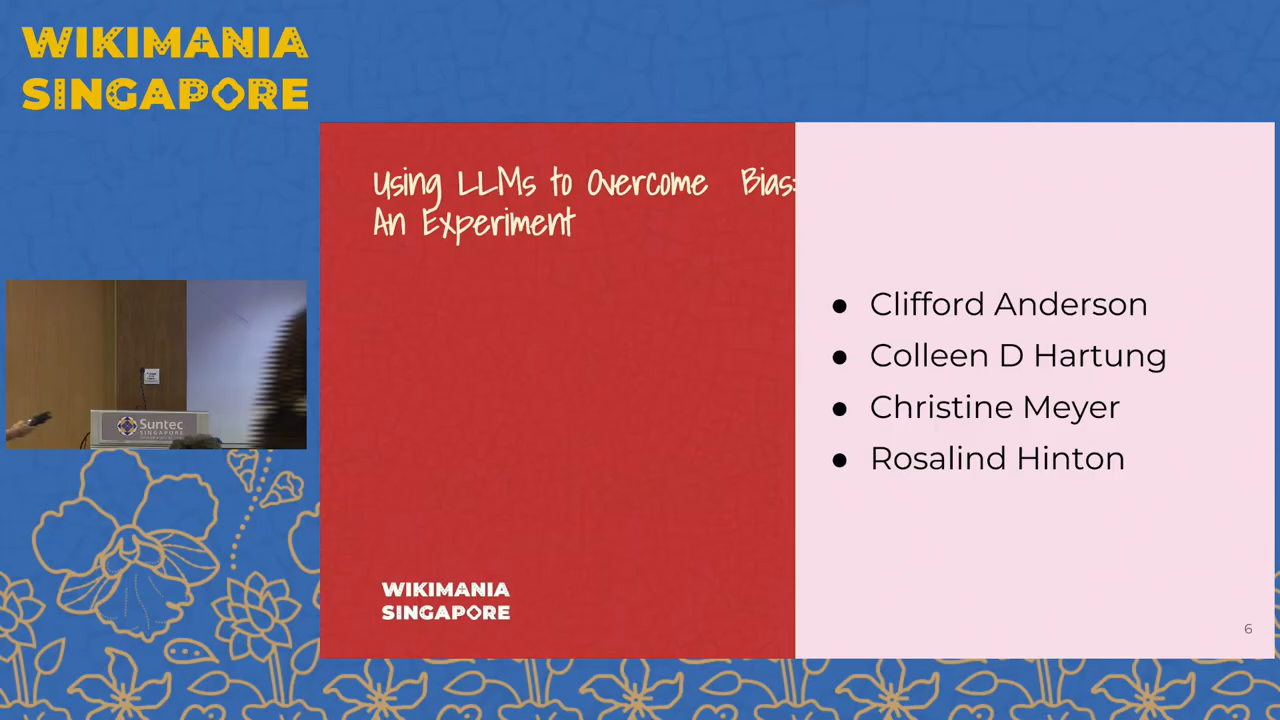 WIKIMANIA
SINGAPORE
Using LLMs to Overcome Bias:
An Experiment
● Clifford Anderson
● Colleen D Hartung
● Christine Meyer
● Rosalind Hinton
Suntec
SINGAPORE
WIKIMANIA
SINGAPORE
6